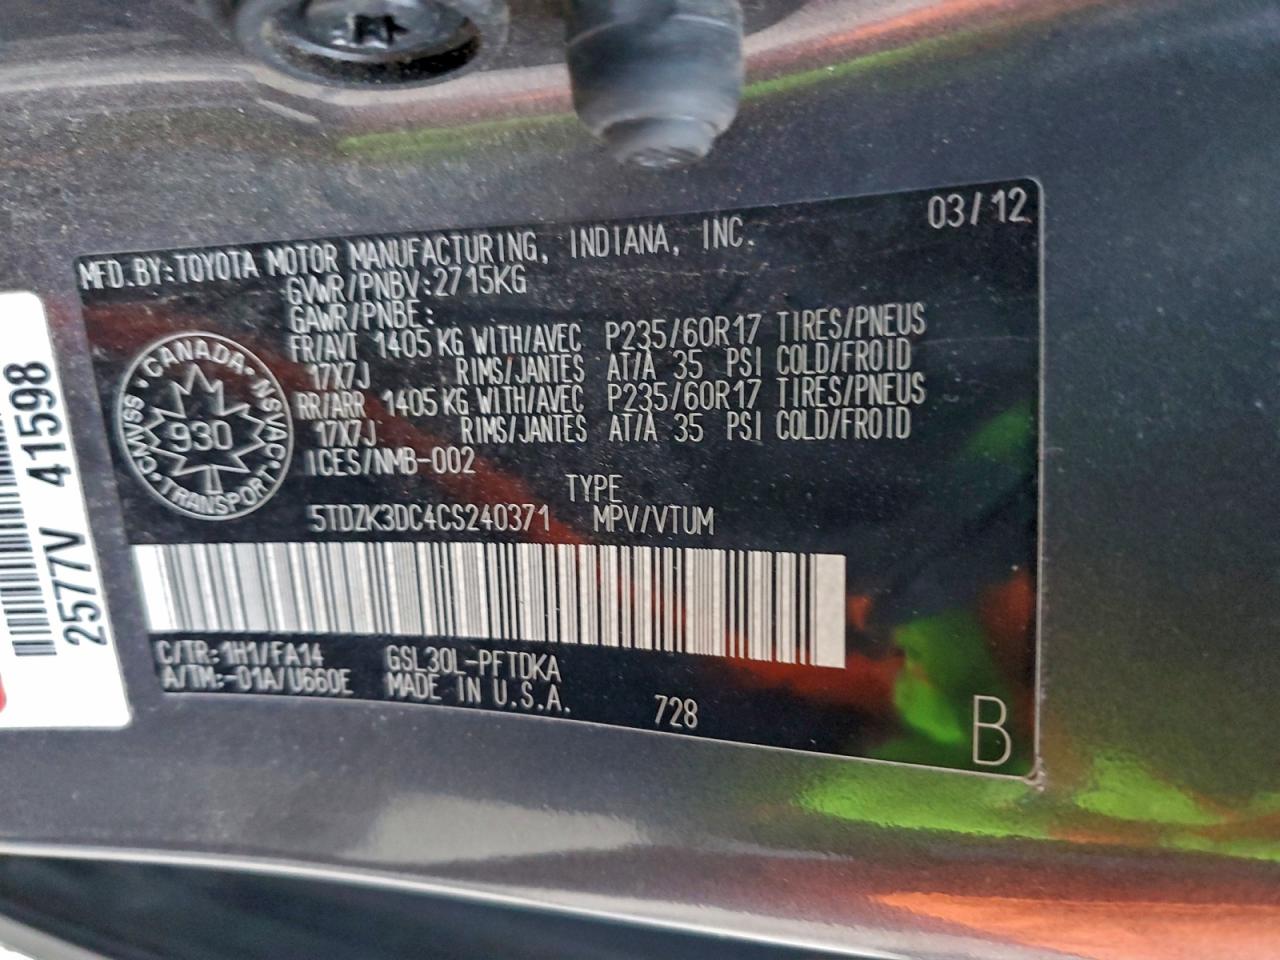 03/12
MFD.BY:TOYOTA MOTOR MANUFACTURING, INDIANA, INC.
GVWR/PNBV:2715KG
GAWR/PNBE:
FR/AVT 1405 KG WITH/AVEC P235/60R17 TIRES/PNEUS
17X7J RIMS/JANTES AT/À 35 PSI COLD/FROID
RR/ARR 1405 KG WITH/AVEC P235/60R17 TIRES/PNEUS
17X7J RIMS/JANTES AT/À 35 PSI COLD/FROID
ICES/NMB-002
CANADA · NSVAC · TRANSPORT · CMVSS
930
TYPE
5TDZK3DC4CS240371 MPV/VTUM
C/TR:1H1/FA14 GSL30L-PFTDKA
A/TM:-01A/U660E MADE IN U.S.A.
728
B
2577V 41598